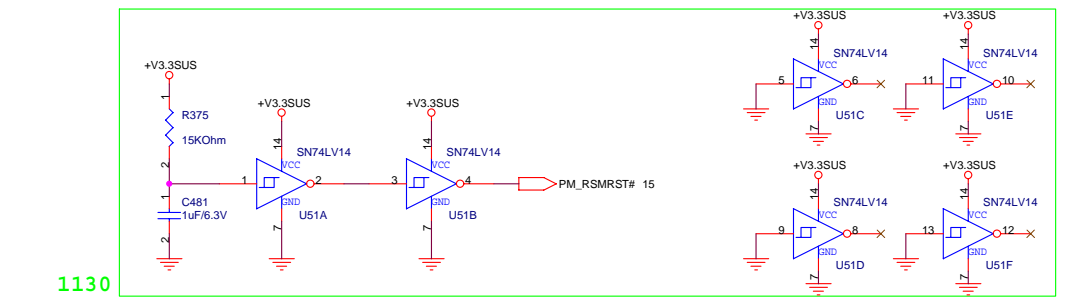 +V3.3SUS
1
R375
15KOhm
2
1
C481
1uF/6.3V
2
+V3.3SUS
14
SN74LV14
VCC
1
2
GND
U51A
7
+V3.3SUS
14
SN74LV14
VCC
3
4
GND
U51B
7
PM_RSMRST# 15
+V3.3SUS
14
SN74LV14
VCC
5
6
GND
U51C
7
+V3.3SUS
14
SN74LV14
VCC
11
10
GND
U51E
7
+V3.3SUS
14
SN74LV14
VCC
9
8
GND
U51D
7
+V3.3SUS
14
SN74LV14
VCC
13
12
GND
U51F
7
1130